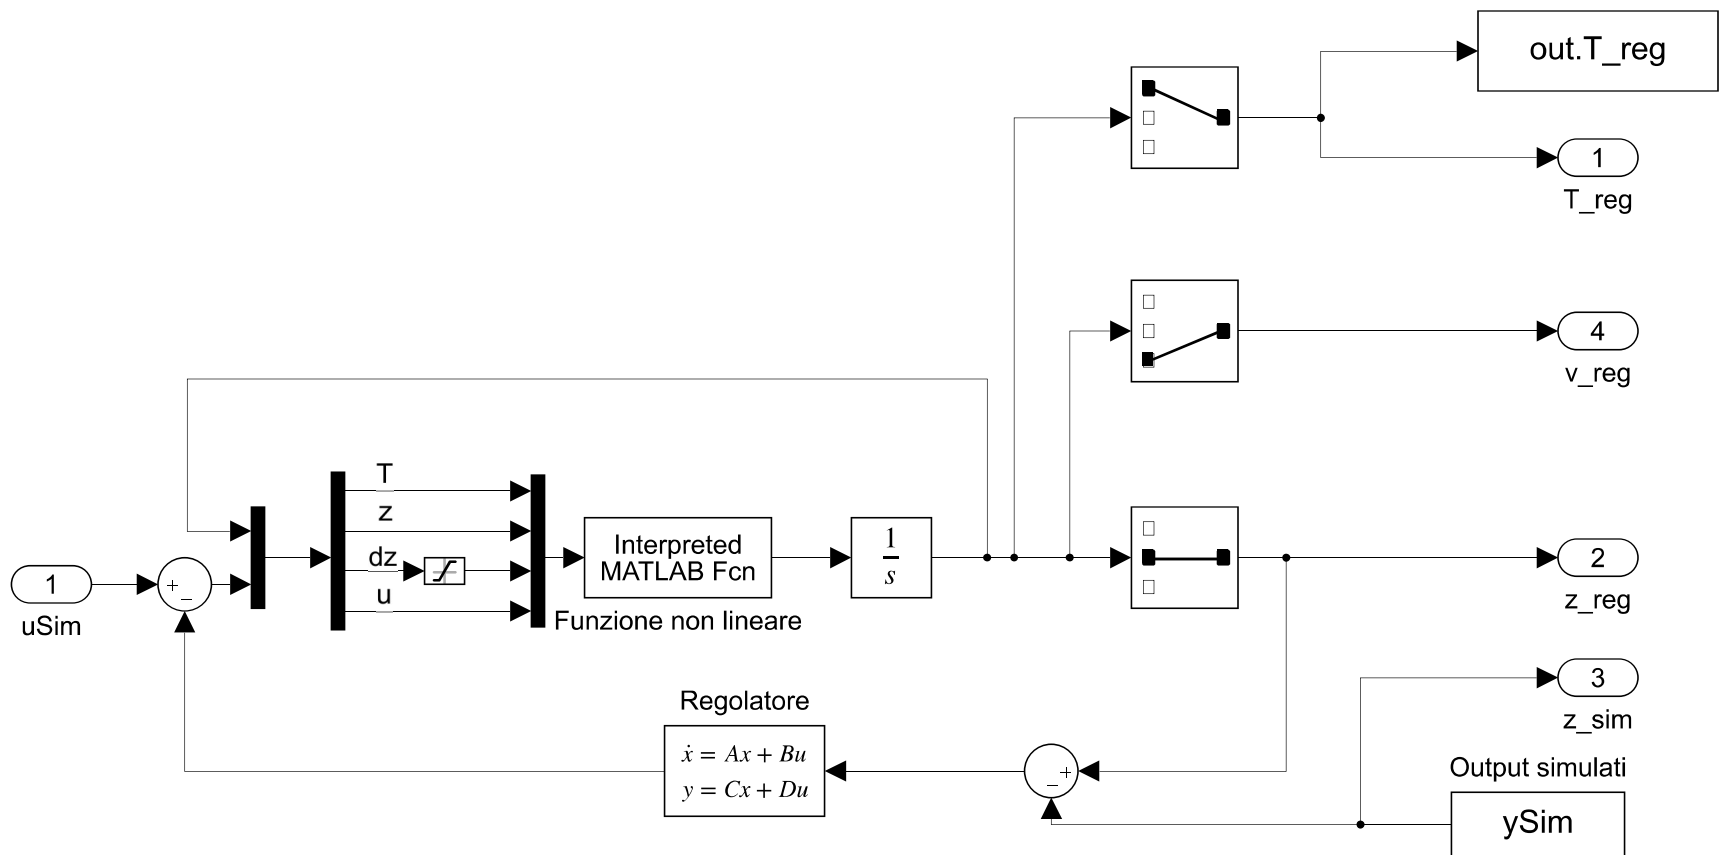 out.T_reg
1
T_reg
4
v_reg
T
z
dz
u
1
uSim
+
−
Interpreted
MATLAB Fcn
Funzione non lineare
1
s
2
z_reg
3
z_sim
Regolatore
ẋ = Ax + Bu
y = Cx + Du
+
−
Output simulati
ySim